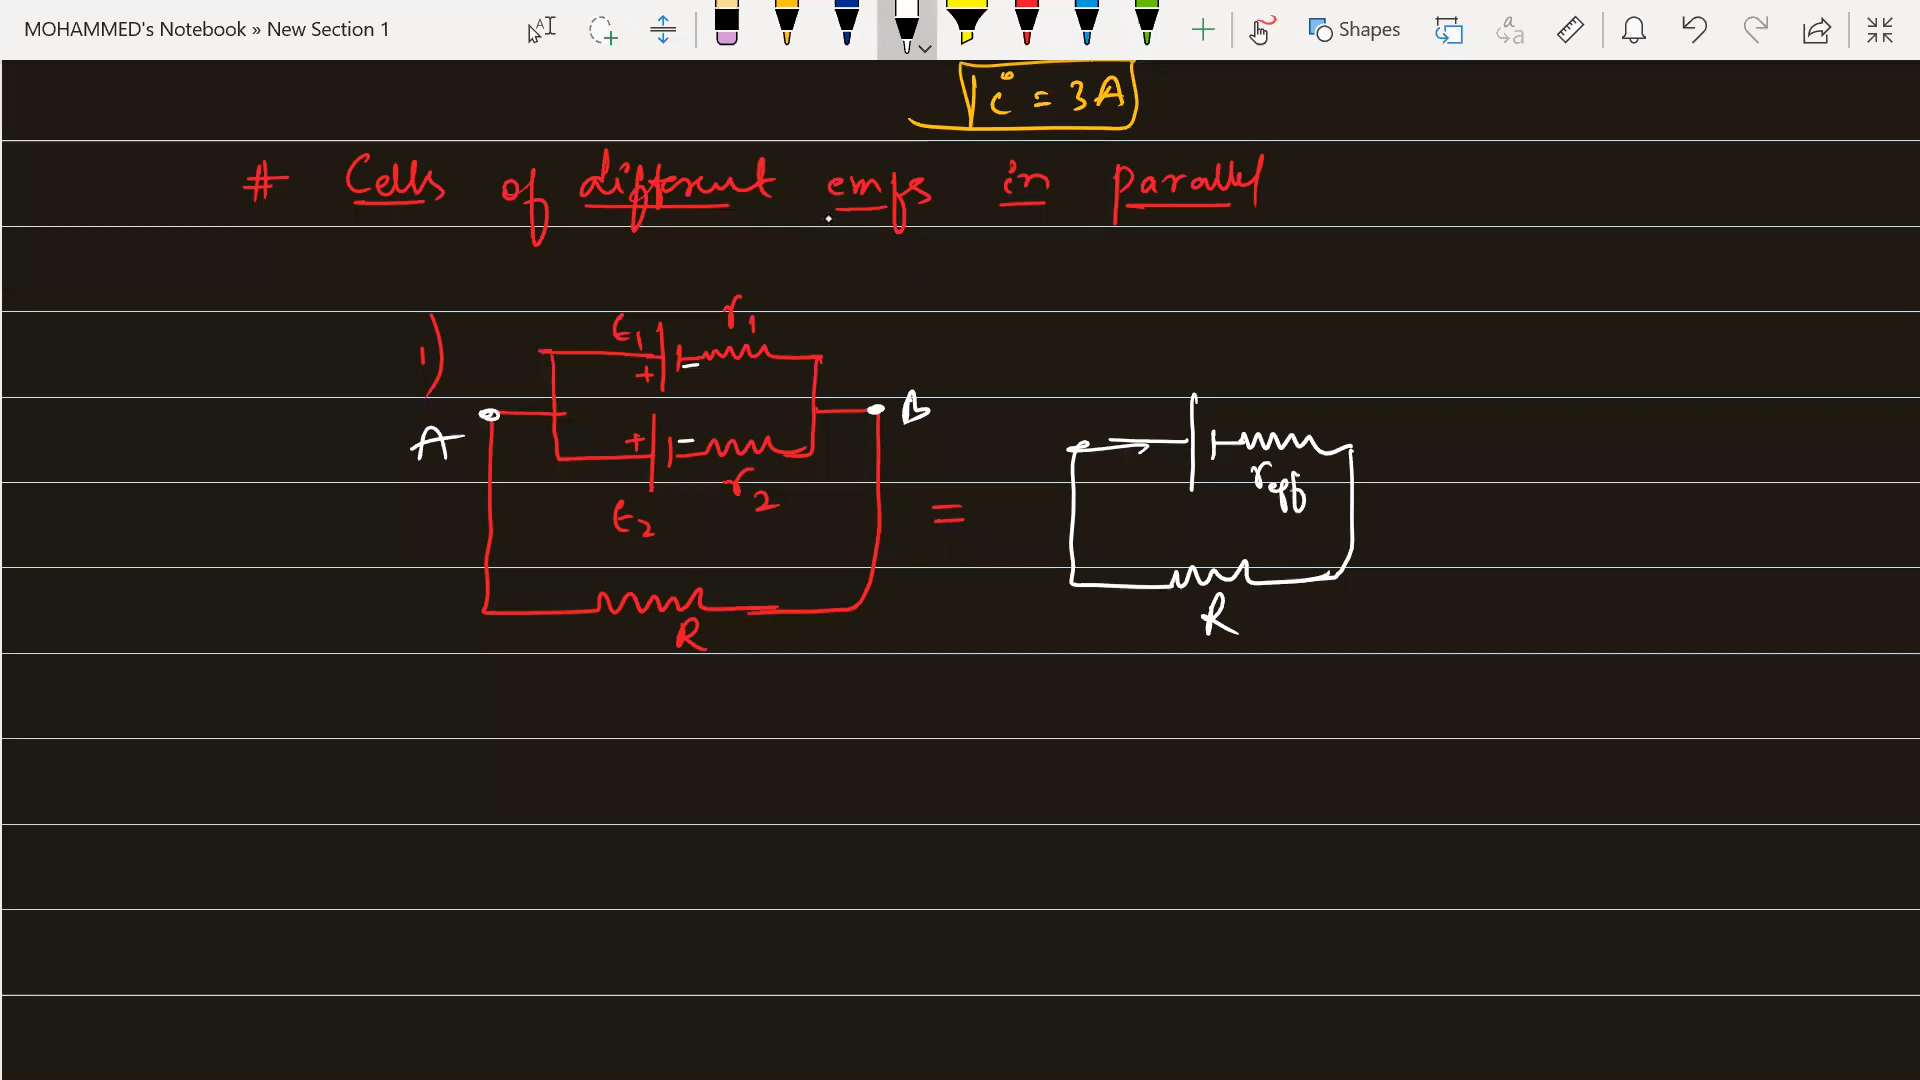 MOHAMMED's Notebook » New Section 1
Shapes
i = 3A
# Cells of different emfs in parallel
1)
ϵ1 r1
+ -
A B
+ -
r2
ϵ2
R
=
reff
R